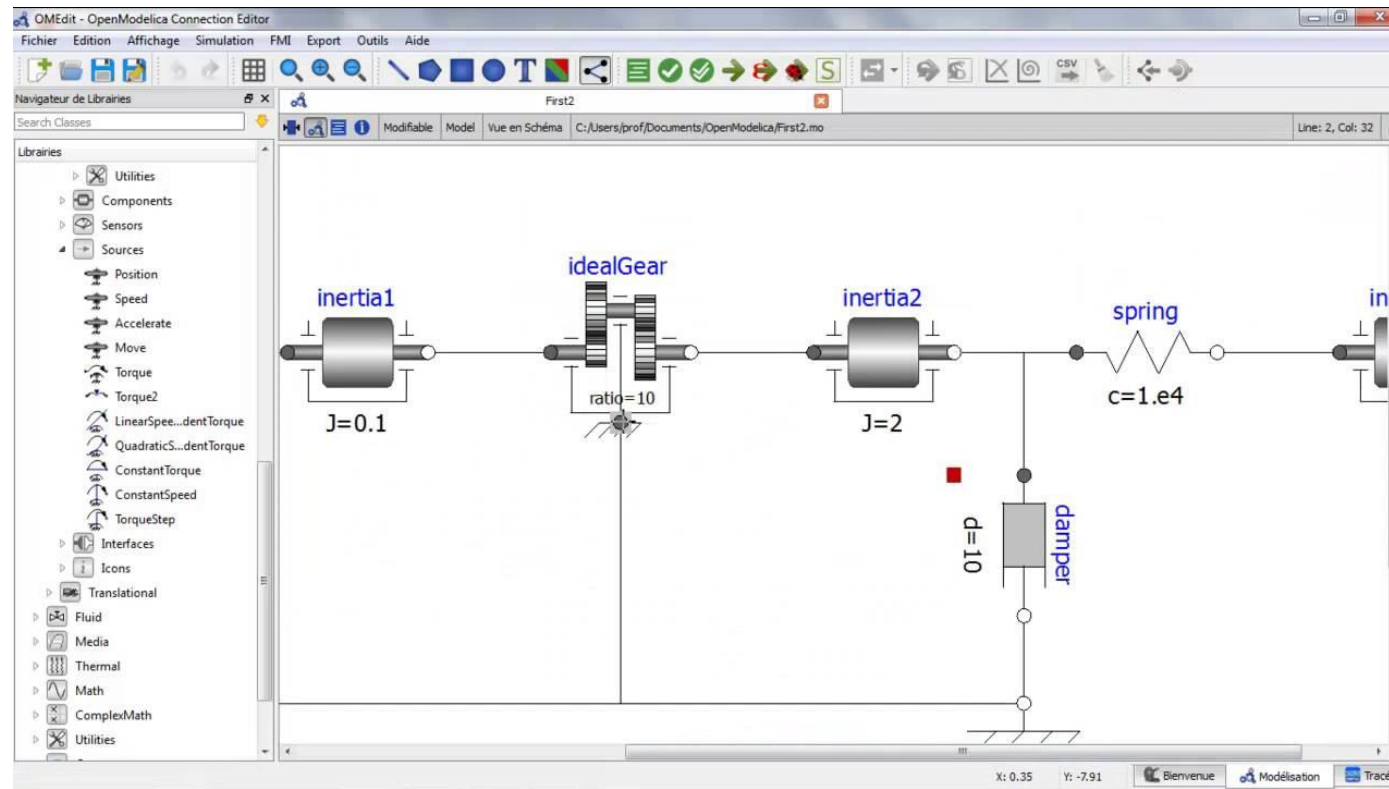 OMEdit - OpenModelica Connection Editor
Fichier Edition Affichage Simulation FMI Export Outils Aide
T S CSV
Navigateur de Librairies
First2
Search Classes
Modifiable Model Vue en Schéma C:/Users/prof/Documents/OpenModelica/First2.mo Line: 2, Col: 32
Librairies
Utilities
Components
Sensors
Sources
Position
Speed
Accelerate
Move
Torque
Torque2
LinearSpee...dentTorque
QuadraticS...dentTorque
ConstantTorque
ConstantSpeed
TorqueStep
Interfaces
Icons
Translational
Fluid
Media
Thermal
Math
ComplexMath
Utilities
inertia1
J=0.1
idealGear
ratio=10
inertia2
J=2
spring
c=1.e4
in
damper
d=10
X: 0.35 Y: -7.91 Bienvenue Modélisation Tracé